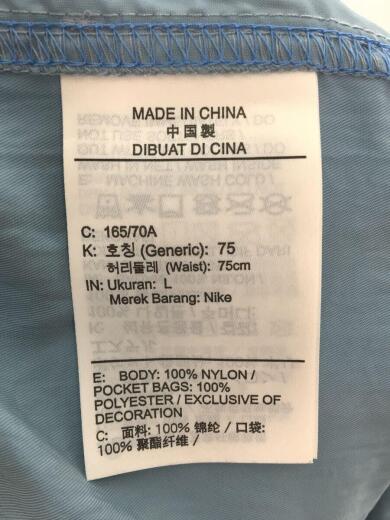 MADE IN CHINA
中国製
DIBUAT DI CINA
C: 165/70A
K: 호칭 (Generic): 75
허리둘레 (Waist): 75cm
IN: Ukuran: L
Merek Barang: Nike
E: BODY: 100% NYLON /
POCKET BAGS: 100%
POLYESTER / EXCLUSIVE OF
DECORATION
C: 面料: 100% 锦纶 / 口袋:
100% 聚酯纤维 /